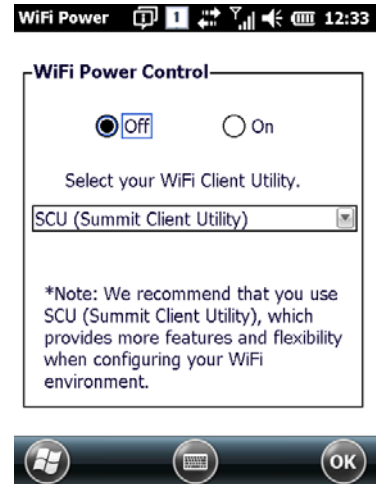 WiFi Power 1 12:33
WiFi Power Control
Off On
Select your WiFi Client Utility.
SCU (Summit Client Utility)
*Note: We recommend that you use
SCU (Summit Client Utility), which
provides more features and flexibility
when configuring your WiFi
environment.
OK